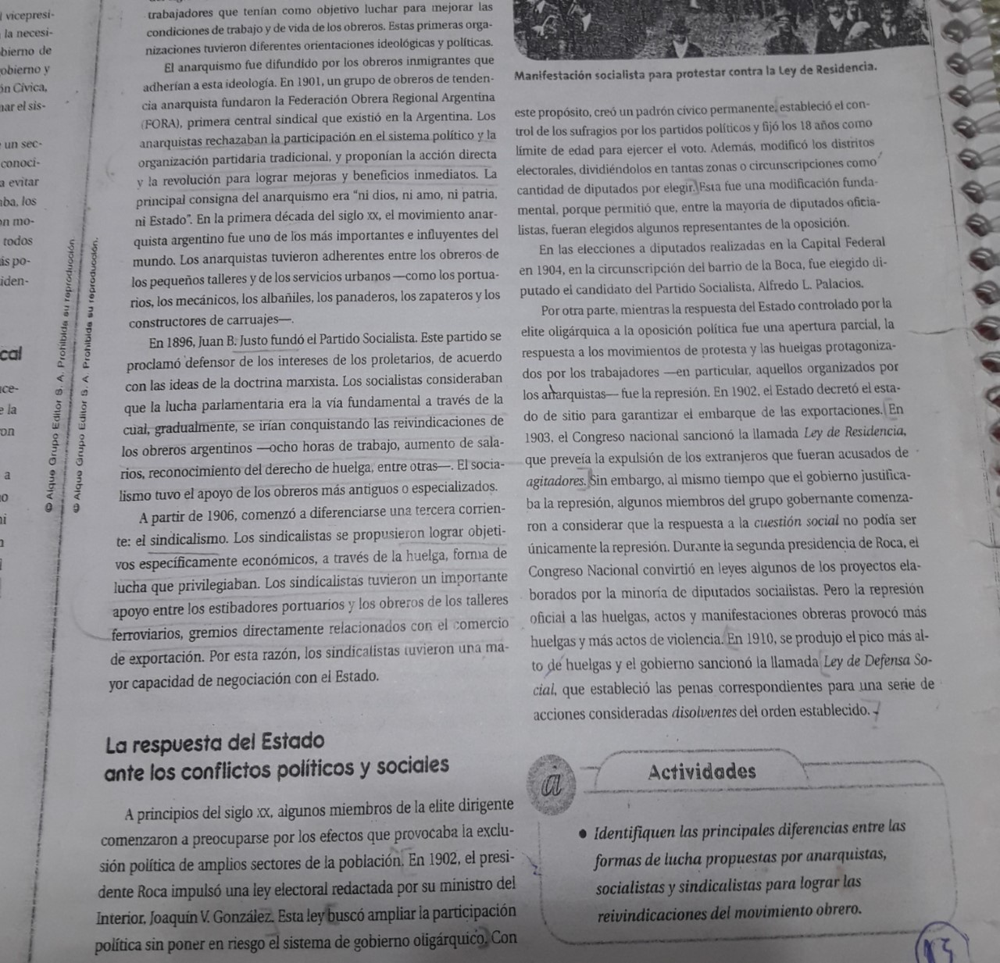 l vicepresi-
la necesi-
bierno de
obierno y
ón Cívica,
nar el sis-
un sec-
conoci-
a evitar
aba, los
on mo-
todos
ás po-
iden-
cal
ce-
e la
on
a
© Aique Grupo Editor S. A. Prohibida su reproducción.
© Aique Grupo Editor S. A. Prohibida su reproducción.
trabajadores que tenían como objetivo luchar para mejorar las
condiciones de trabajo y de vida de los obreros. Estas primeras orga-
nizaciones tuvieron diferentes orientaciones ideológicas y políticas.
El anarquismo fue difundido por los obreros inmigrantes que
adherían a esta ideología. En 1901, un grupo de obreros de tenden-
cia anarquista fundaron la Federación Obrera Regional Argentina
(FORA), primera central sindical que existió en la Argentina. Los
anarquistas rechazaban la participación en el sistema político y la
organización partidaria tradicional, y proponían la acción directa
y la revolución para lograr mejoras y beneficios inmediatos. La
principal consigna del anarquismo era “ni dios, ni amo, ni patria,
ni Estado”. En la primera década del siglo XX, el movimiento anar-
quista argentino fue uno de los más importantes e influyentes del
mundo. Los anarquistas tuvieron adherentes entre los obreros de
los pequeños talleres y de los servicios urbanos —como los portua-
rios, los mecánicos, los albañiles, los panaderos, los zapateros y los
constructores de carruajes—.
En 1896, Juan B. Justo fundó el Partido Socialista. Este partido se
proclamó defensor de los intereses de los proletarios, de acuerdo
con las ideas de la doctrina marxista. Los socialistas consideraban
que la lucha parlamentaria era la vía fundamental a través de la
cual, gradualmente, se irían conquistando las reivindicaciones de
los obreros argentinos —ocho horas de trabajo, aumento de sala-
rios, reconocimiento del derecho de huelga, entre otras—. El socia-
lismo tuvo el apoyo de los obreros más antiguos o especializados.
A partir de 1906, comenzó a diferenciarse una tercera corrien-
te: el sindicalismo. Los sindicalistas se propusieron lograr objeti-
vos específicamente económicos, a través de la huelga, forma de
lucha que privilegiaban. Los sindicalistas tuvieron un importante
apoyo entre los estibadores portuarios y los obreros de los talleres
ferroviarios, gremios directamente relacionados con el comercio
de exportación. Por esta razón, los sindicalistas tuvieron una ma-
yor capacidad de negociación con el Estado.
La respuesta del Estado
ante los conflictos políticos y sociales
A principios del siglo XX, algunos miembros de la elite dirigente
comenzaron a preocuparse por los efectos que provocaba la exclu-
sión política de amplios sectores de la población. En 1902, el presi-
dente Roca impulsó una ley electoral redactada por su ministro del
Interior, Joaquín V. González. Esta ley buscó ampliar la participación
política sin poner en riesgo el sistema de gobierno oligárquico. Con
Manifestación socialista para protestar contra la Ley de Residencia.
este propósito, creó un padrón cívico permanente, estableció el con-
trol de los sufragios por los partidos políticos y fijó los 18 años como
límite de edad para ejercer el voto. Además, modificó los distritos
electorales, dividiéndolos en tantas zonas o circunscripciones como
cantidad de diputados por elegir. Esta fue una modificación funda-
mental, porque permitió que, entre la mayoría de diputados oficia-
listas, fueran elegidos algunos representantes de la oposición.
En las elecciones a diputados realizadas en la Capital Federal
en 1904, en la circunscripción del barrio de la Boca, fue elegido di-
putado el candidato del Partido Socialista, Alfredo L. Palacios.
Por otra parte, mientras la respuesta del Estado controlado por la
elite oligárquica a la oposición política fue una apertura parcial, la
respuesta a los movimientos de protesta y las huelgas protagoniza-
dos por los trabajadores —en particular, aquellos organizados por
los anarquistas— fue la represión. En 1902, el Estado decretó el esta-
do de sitio para garantizar el embarque de las exportaciones. En
1903, el Congreso nacional sancionó la llamada Ley de Residencia,
que preveía la expulsión de los extranjeros que fueran acusados de
agitadores. Sin embargo, al mismo tiempo que el gobierno justifica-
ba la represión, algunos miembros del grupo gobernante comenza-
ron a considerar que la respuesta a la cuestión social no podía ser
únicamente la represión. Durante la segunda presidencia de Roca, el
Congreso Nacional convirtió en leyes algunos de los proyectos ela-
borados por la minoría de diputados socialistas. Pero la represión
oficial a las huelgas, actos y manifestaciones obreras provocó más
huelgas y más actos de violencia. En 1910, se produjo el pico más al-
to de huelgas y el gobierno sancionó la llamada Ley de Defensa So-
cial, que estableció las penas correspondientes para una serie de
acciones consideradas disolventes del orden establecido.
a
Actividades
● Identifiquen las principales diferencias entre las
formas de lucha propuestas por anarquistas,
socialistas y sindicalistas para lograr las
reivindicaciones del movimiento obrero.
13